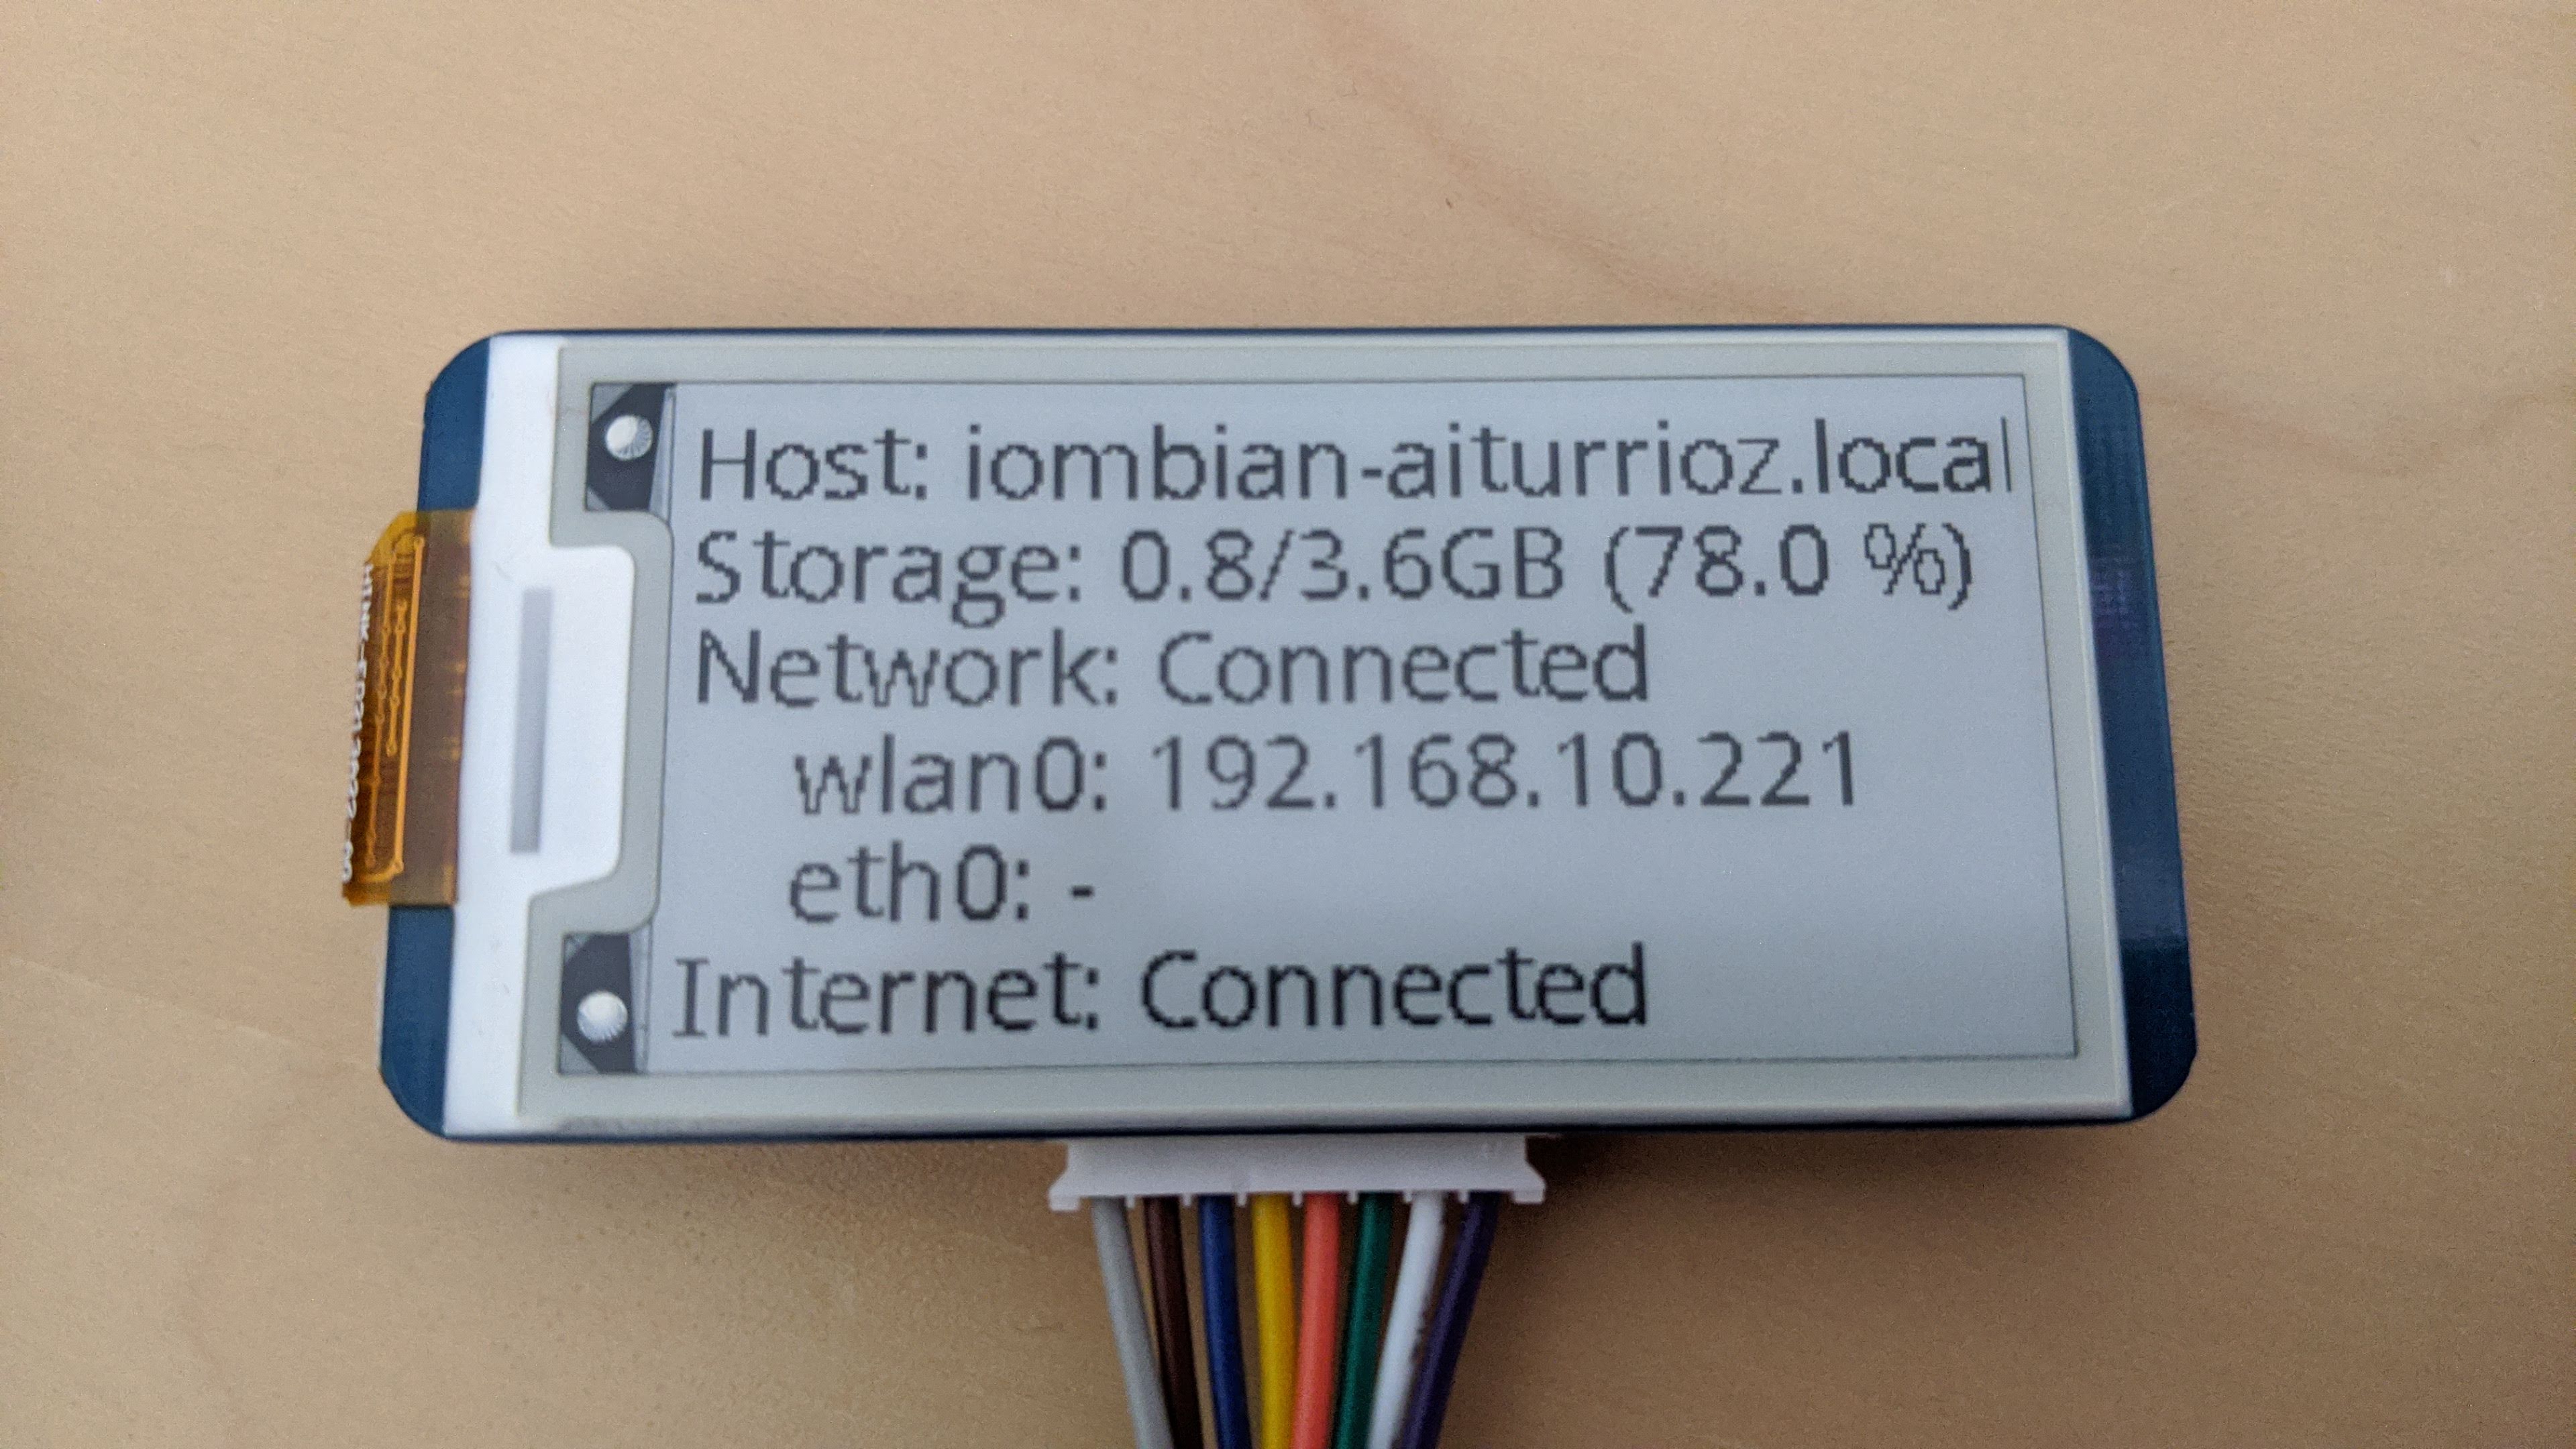 Host: iombian-aiturrioz.local
Storage: 0.8/3.6GB (78.0 %)
Network: Connected
wlan0: 192.168.10.221
eth0: -
Internet: Connected